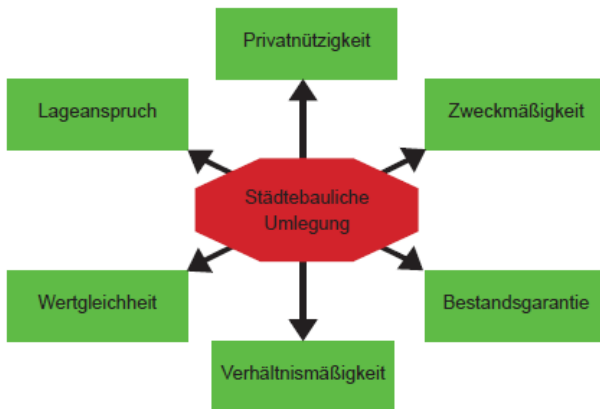 Privatnützigkeit
Lageanspruch
Zweckmäßigkeit
Städtebauliche
Umlegung
Wertgleichheit
Bestandsgarantie
Verhältnismäßigkeit